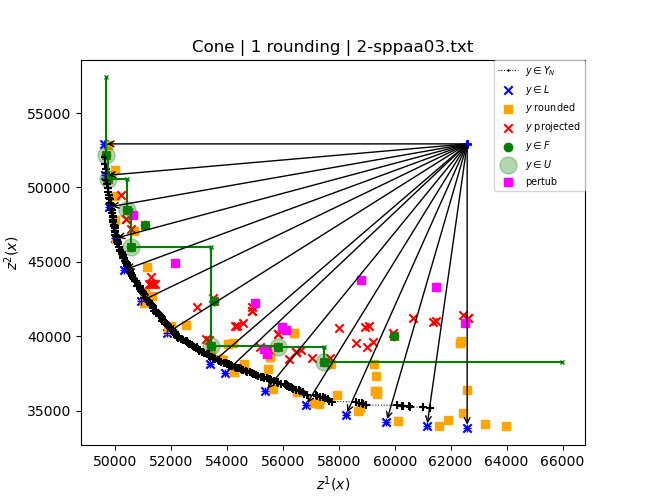 Cone | 1 rounding | 2-sppaa03.txt
z²(x)
55000
50000
45000
40000
35000
50000 52000 54000 56000 58000 60000 62000 64000 66000
z¹(x)
y ∈ Y_N
y ∈ L
y rounded
y projected
y ∈ F
y ∈ U
pertub